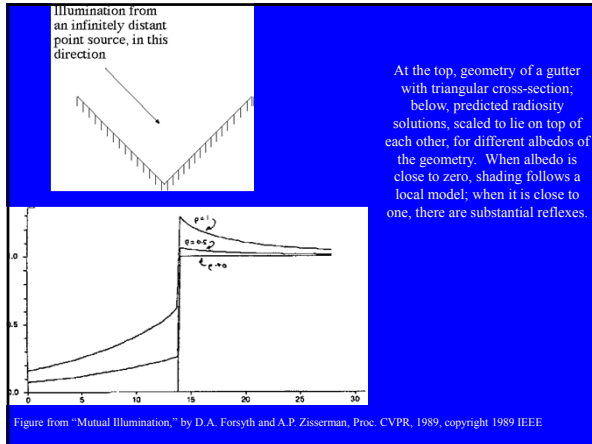 Illumination from
an infinitely distant
point source, in this
direction
At the top, geometry of a gutter
with triangular cross-section;
below, predicted radiosity
solutions, scaled to lie on top of
each other, for different albedos of
the geometry. When albedo is
close to zero, shading follows a
local model; when it is close to
one, there are substantial reflexes.
ρ=1
ρ=0.5
ρ→0
.0
0.5
0.0
0 5 10 15 20 25 30
Figure from “Mutual Illumination,” by D.A. Forsyth and A.P. Zisserman, Proc. CVPR, 1989, copyright 1989 IEEE